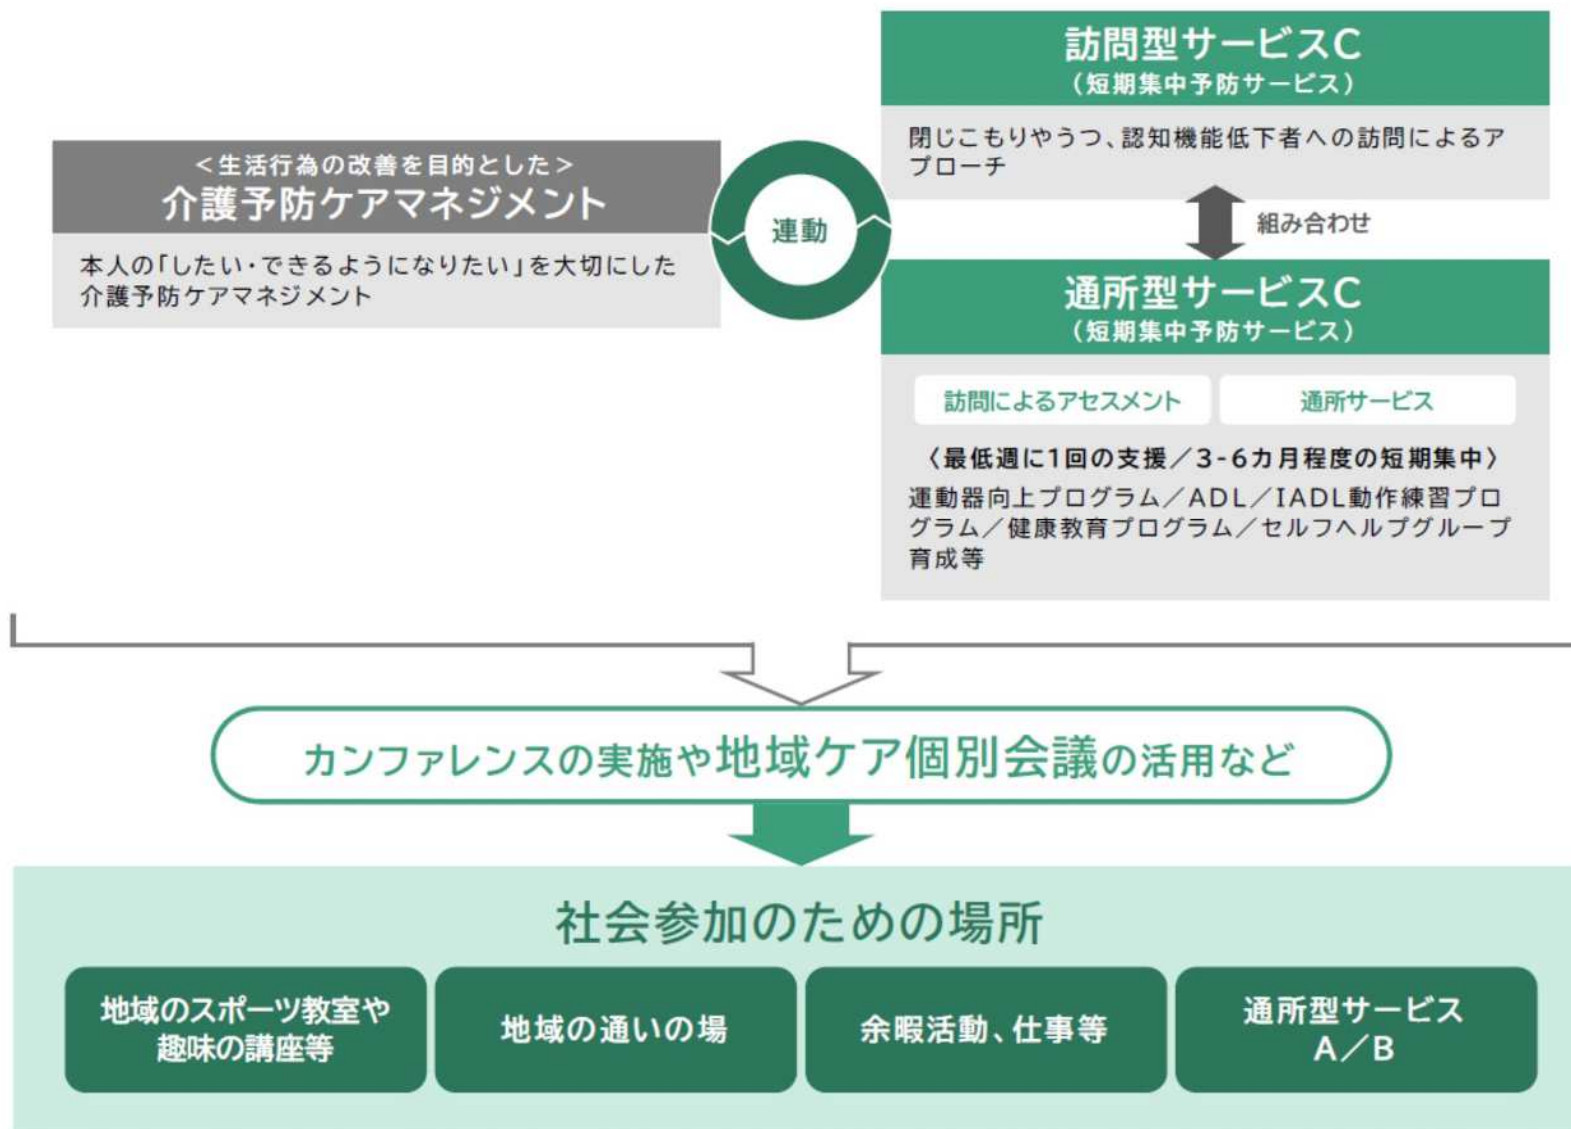 訪問型サービスC
（短期集中予防サービス）
閉じこもりやうつ、認知機能低下者への訪問によるア
プローチ
＜生活行為の改善を目的とした＞
介護予防ケアマネジメント
本人の「したい・できるようになりたい」を大切にした
介護予防ケアマネジメント
連動
組み合わせ
通所型サービスC
（短期集中予防サービス）
訪問によるアセスメント
通所サービス
〈最低週に1回の支援／3-6カ月程度の短期集中〉
運動器向上プログラム／ADL／IADL動作練習プロ
グラム／健康教育プログラム／セルフヘルプグループ
育成等
カンファレンスの実施や地域ケア個別会議の活用など
社会参加のための場所
地域のスポーツ教室や
趣味の講座等
地域の通いの場
余暇活動、仕事等
通所型サービス
A／B